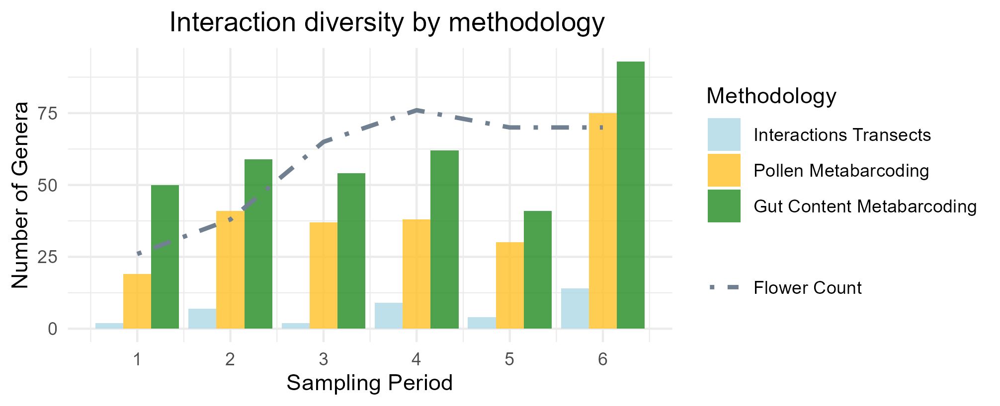 Interaction diversity by methodology
Number of Genera
75
50
25
0
1 2 3 4 5 6
Sampling Period
Methodology
Interactions Transects
Pollen Metabarcoding
Gut Content Metabarcoding
Flower Count